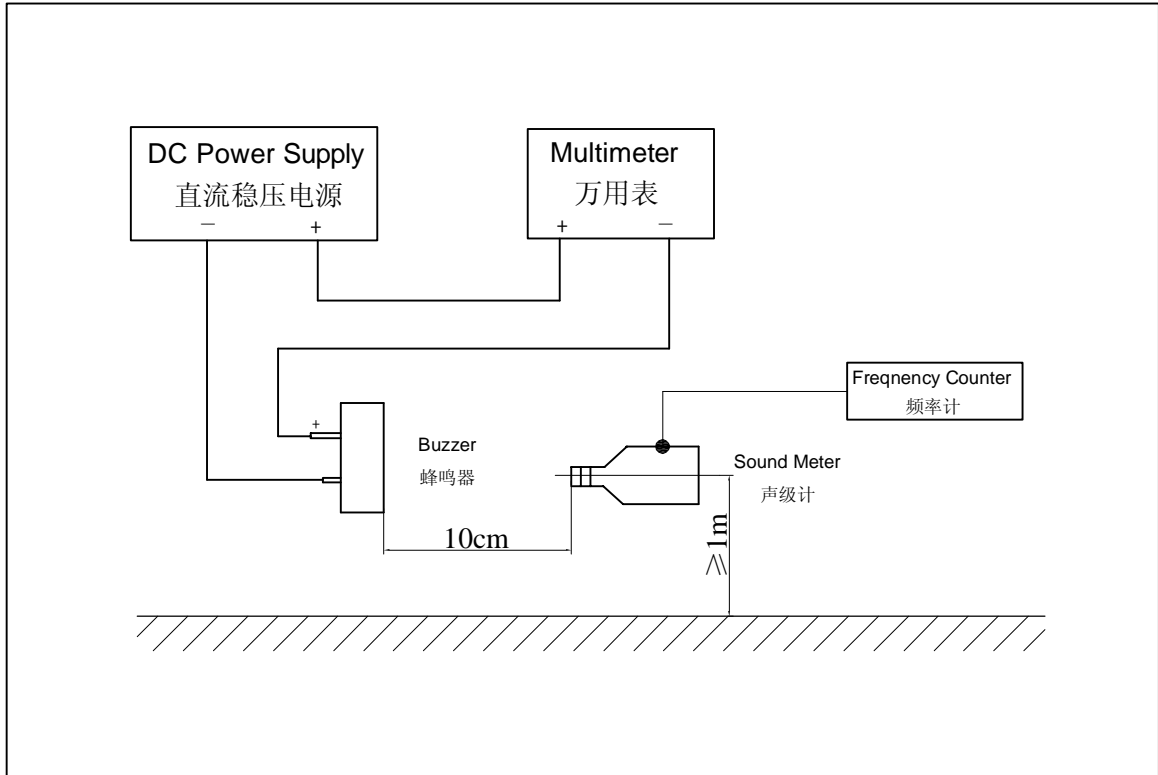 DC Power Supply
直流稳压电源
－ +
Multimeter
万用表
+ －
Freqnency Counter
频率计
+
Buzzer
蜂鸣器
Sound Meter
声级计
10cm
≥1m